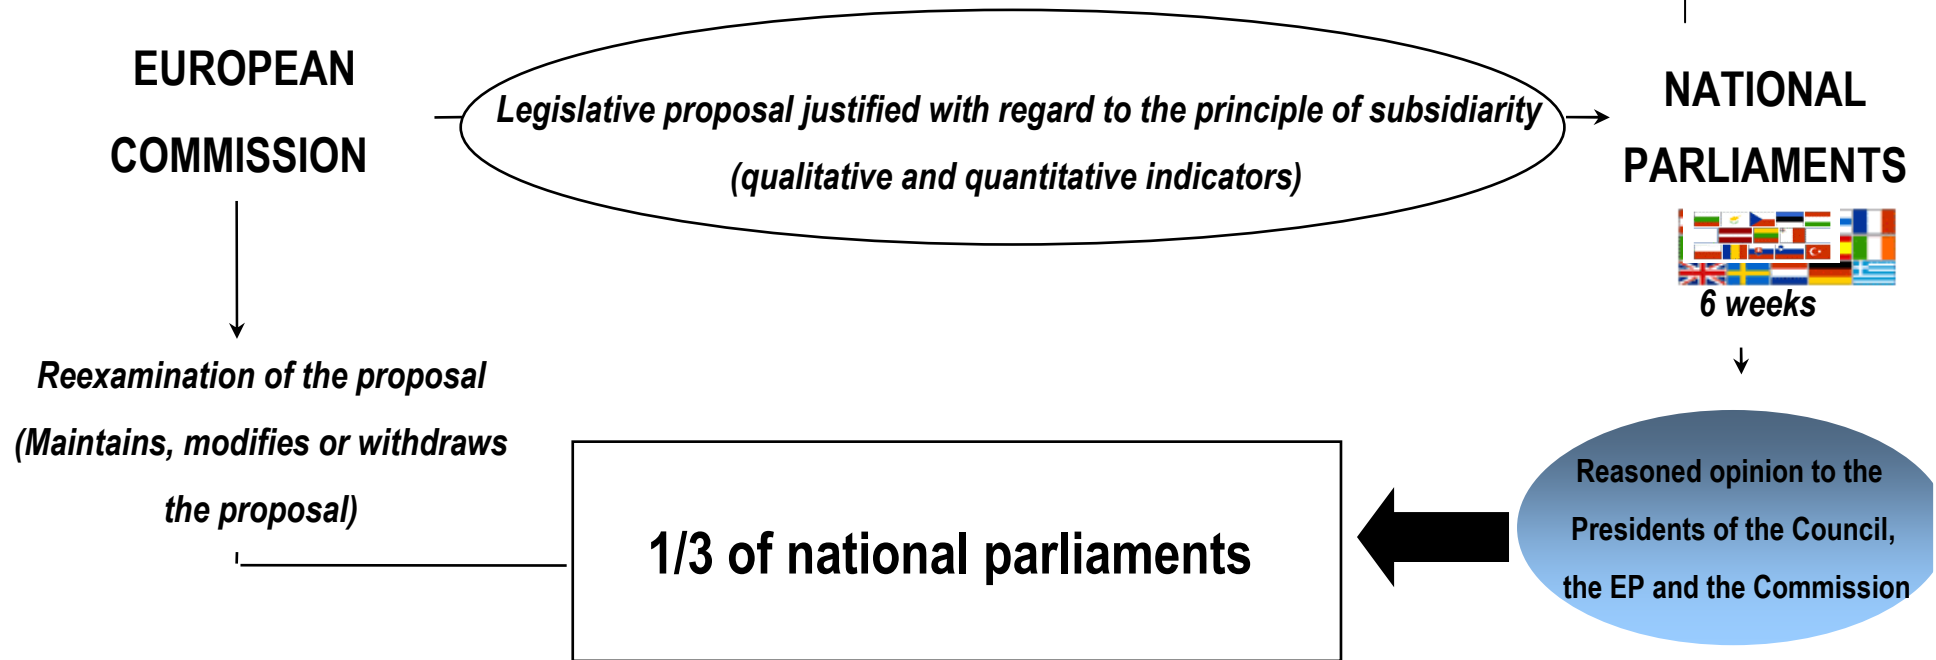 EUROPEAN
COMMISSION
Legislative proposal justified with regard to the principle of subsidiarity
(qualitative and quantitative indicators)
NATIONAL
PARLIAMENTS
6 weeks
Reexamination of the proposal
(Maintains, modifies or withdraws
the proposal)
1/3 of national parliaments
Reasoned opinion to the
Presidents of the Council,
the EP and the Commission